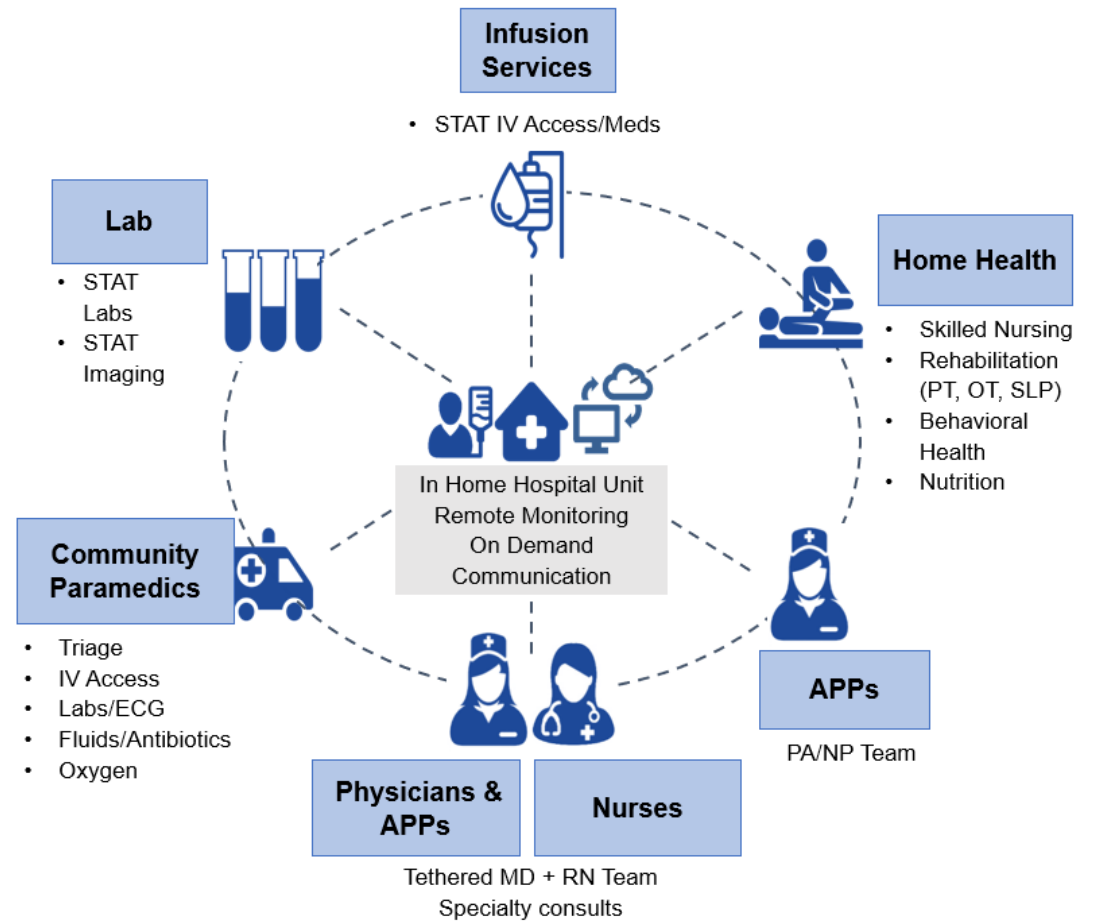 Infusion
Services
• STAT IV Access/Meds
Lab
• STAT
Labs
• STAT
Imaging
Home Health
• Skilled Nursing
• Rehabilitation
(PT, OT, SLP)
• Behavioral
Health
• Nutrition
In Home Hospital Unit
Remote Monitoring
On Demand
Communication
Community
Paramedics
• Triage
• IV Access
• Labs/ECG
• Fluids/Antibiotics
• Oxygen
APPs
PA/NP Team
Physicians &
APPs
Nurses
Tethered MD + RN Team
Specialty consults